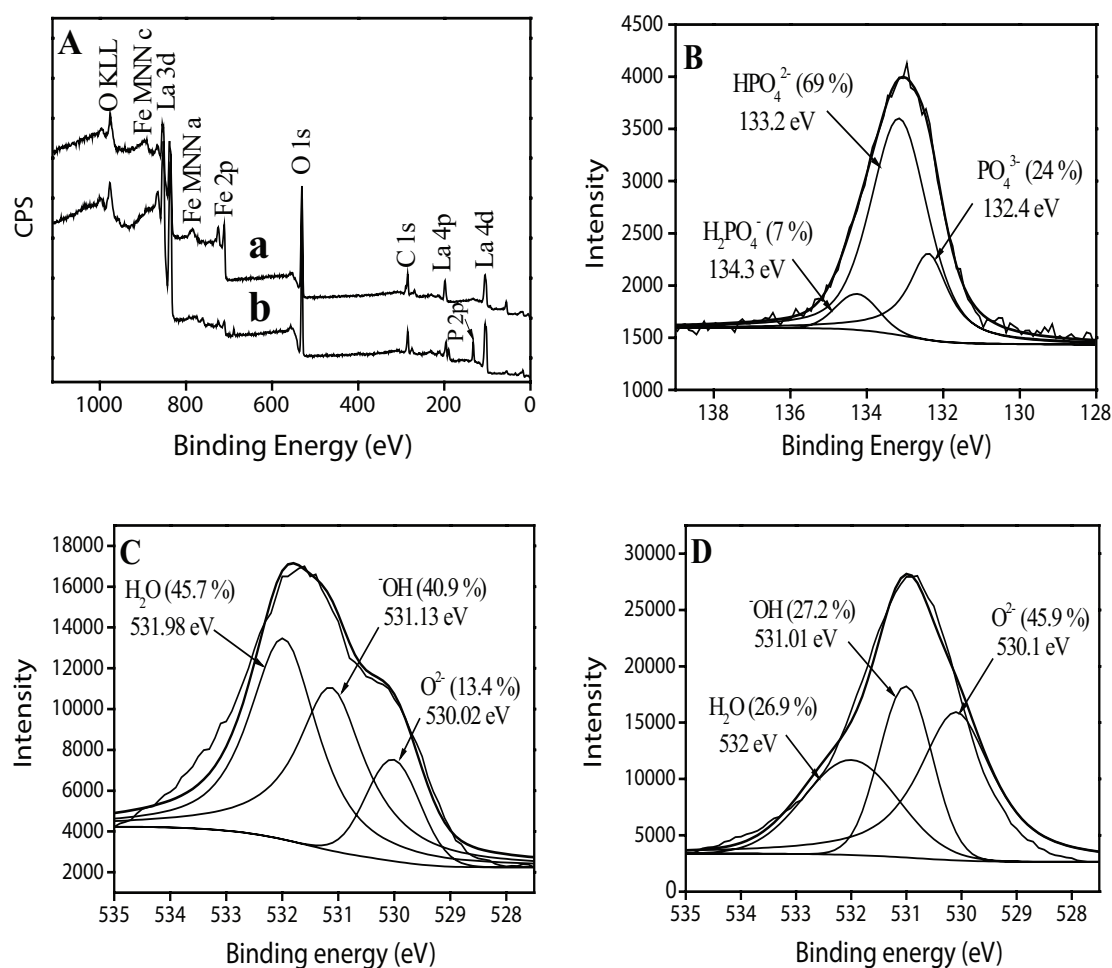 A
O KLL
Fe MNN c
La 3d
Fe MNN a
Fe 2p
O 1s
C 1s
La 4p
P 2p
La 4d
a
b
CPS
1000 800 600 400 200 0
Binding Energy (eV)
B
4500
4000
3500
3000
2500
2000
1500
1000
HPO₄²⁻ (69 %)
133.2 eV
PO₄³⁻ (24 %)
132.4 eV
H₂PO₄⁻ (7 %)
134.3 eV
Intensity
138 136 134 132 130 128
Binding Energy (eV)
C
18000
16000
14000
12000
10000
8000
6000
4000
2000
H₂O (45.7 %)
531.98 eV
⁻OH (40.9 %)
531.13 eV
O²⁻ (13.4 %)
530.02 eV
Intensity
535 534 533 532 531 530 529 528
Binding energy (eV)
D
30000
25000
20000
15000
10000
5000
0
⁻OH (27.2 %)
531.01 eV
O²⁻ (45.9 %)
530.1 eV
H₂O (26.9 %)
532 eV
Intensity
535 534 533 532 531 530 529 528
Binding energy (eV)